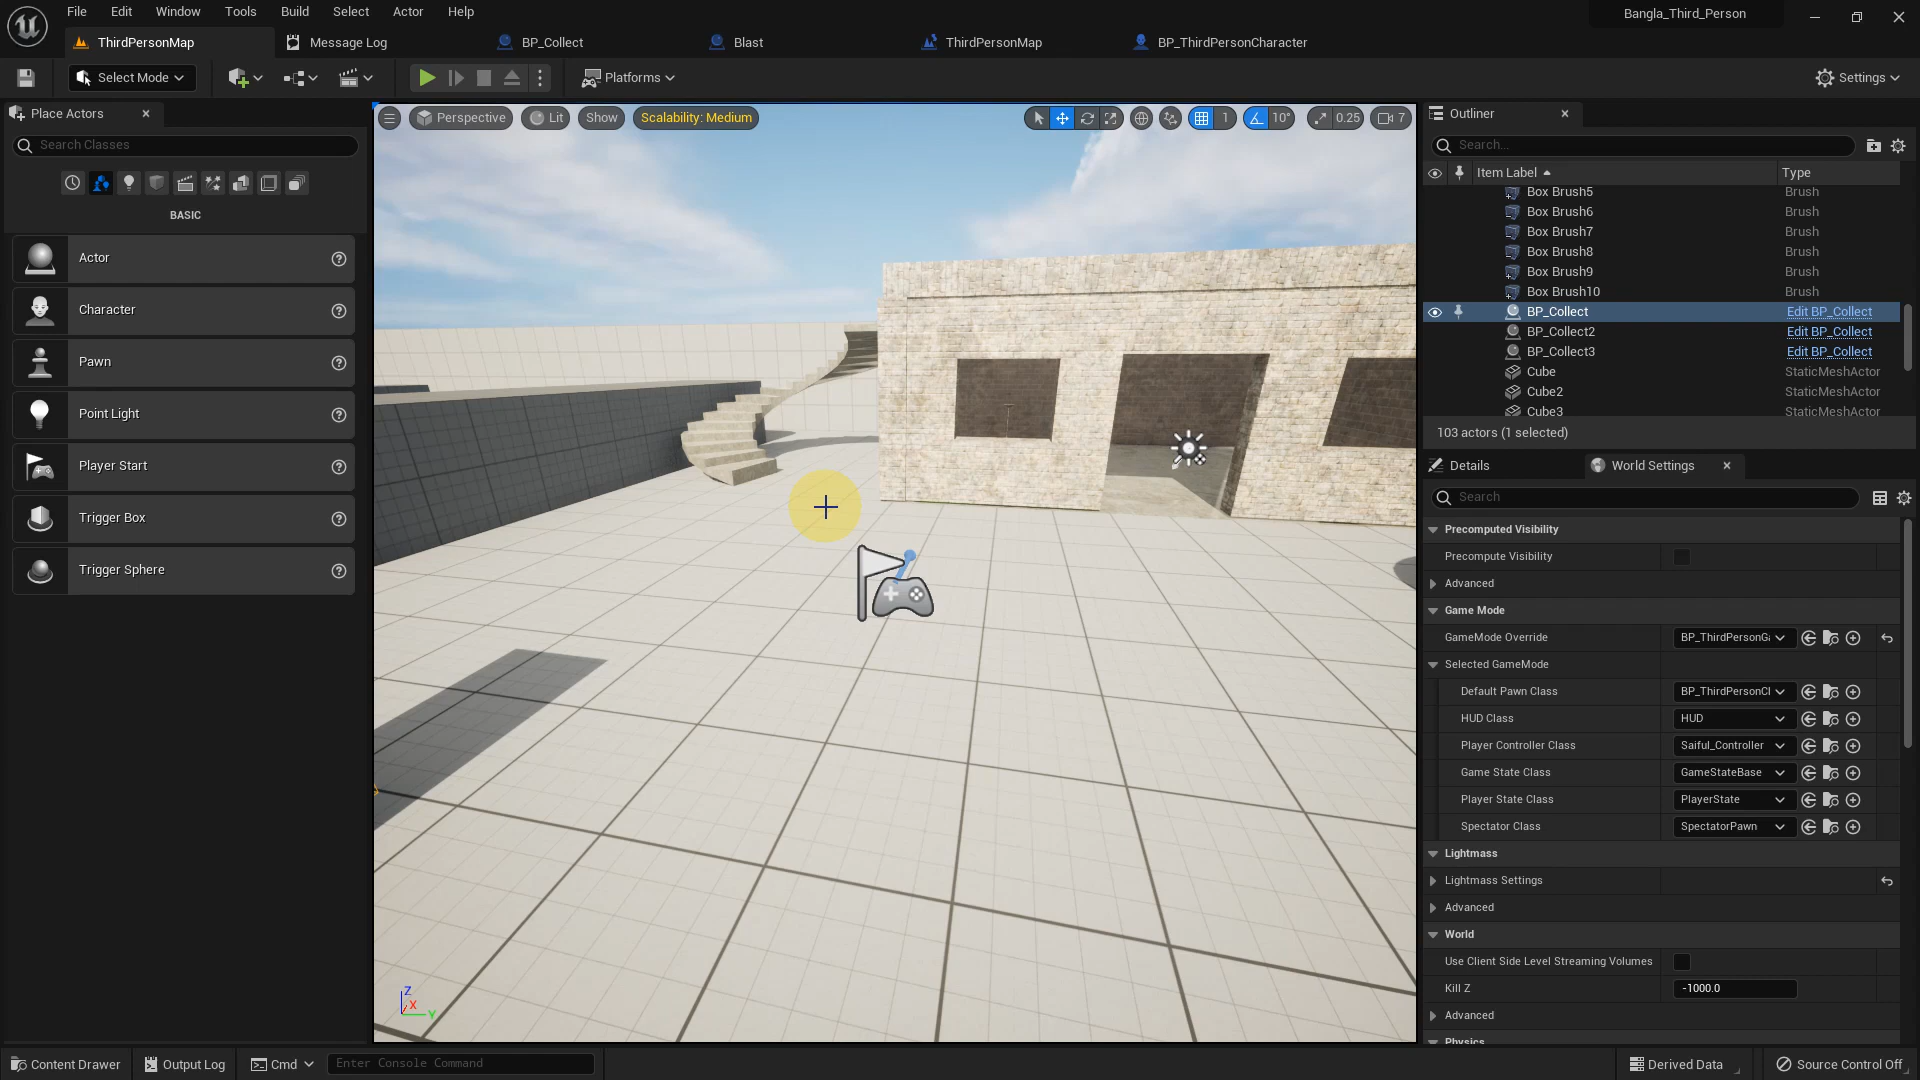 File Edit Window Tools Build Select Actor Help
Bangla_Third_Person
ThirdPersonMap
Message Log
BP_Collect
Blast
ThirdPersonMap
BP_ThirdPersonCharacter
Select Mode
Platforms
Settings
Place Actors
Search Classes
BASIC
Actor
Character
Pawn
Point Light
Player Start
Trigger Box
Trigger Sphere
Perspective
Lit
Show
Scalability: Medium
1
10°
0.25
7
Z
X
Y
Outliner
Search...
Item Label
Type
Box Brush5 Brush
Box Brush6 Brush
Box Brush7 Brush
Box Brush8 Brush
Box Brush9 Brush
Box Brush10 Brush
BP_Collect Edit BP_Collect
BP_Collect2 Edit BP_Collect
BP_Collect3 Edit BP_Collect
Cube StaticMeshActor
Cube2 StaticMeshActor
Cube3 StaticMeshActor
103 actors (1 selected)
Details
World Settings
Search
Precomputed Visibility
Precompute Visibility
Advanced
Game Mode
GameMode Override BP_ThirdPersonGa
Selected GameMode
Default Pawn Class BP_ThirdPersonCl
HUD Class HUD
Player Controller Class Saiful_Controller
Game State Class GameStateBase
Player State Class PlayerState
Spectator Class SpectatorPawn
Lightmass
Lightmass Settings
Advanced
World
Use Client Side Level Streaming Volumes
Kill Z -1000.0
Advanced
Physics
Content Drawer
Output Log
Cmd
Enter Console Command
Derived Data
Source Control Off